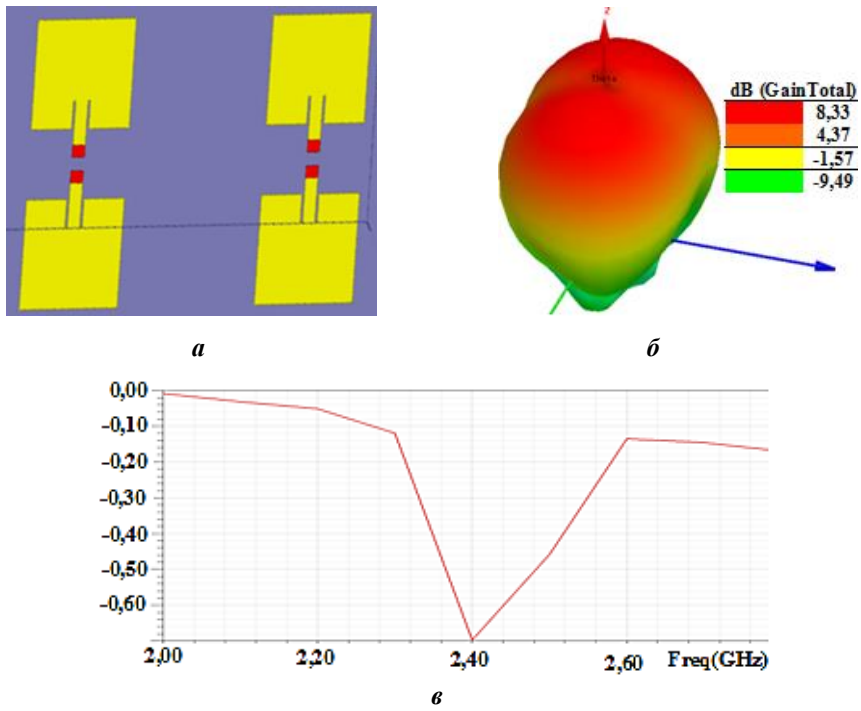 z
Theta
dB (GainTotal)
8,33
4,37
-1,57
-9,49
а
б
0,00
-0,10
-0,20
-0,30
-0,40
-0,50
-0,60
2,00 2,20 2,40 2,60 Freq(GHz)
в